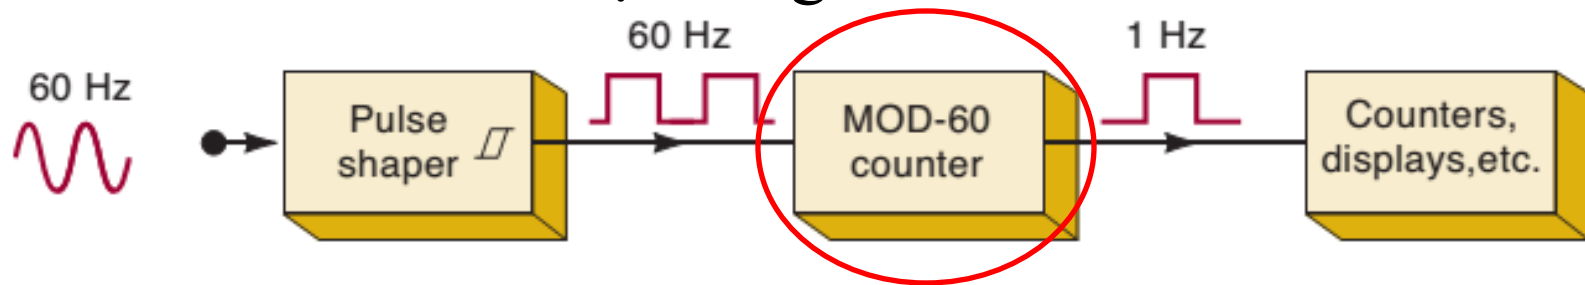 60 Hz
Pulse
shaper
60 Hz
MOD-60
counter
1 Hz
Counters,
displays,etc.